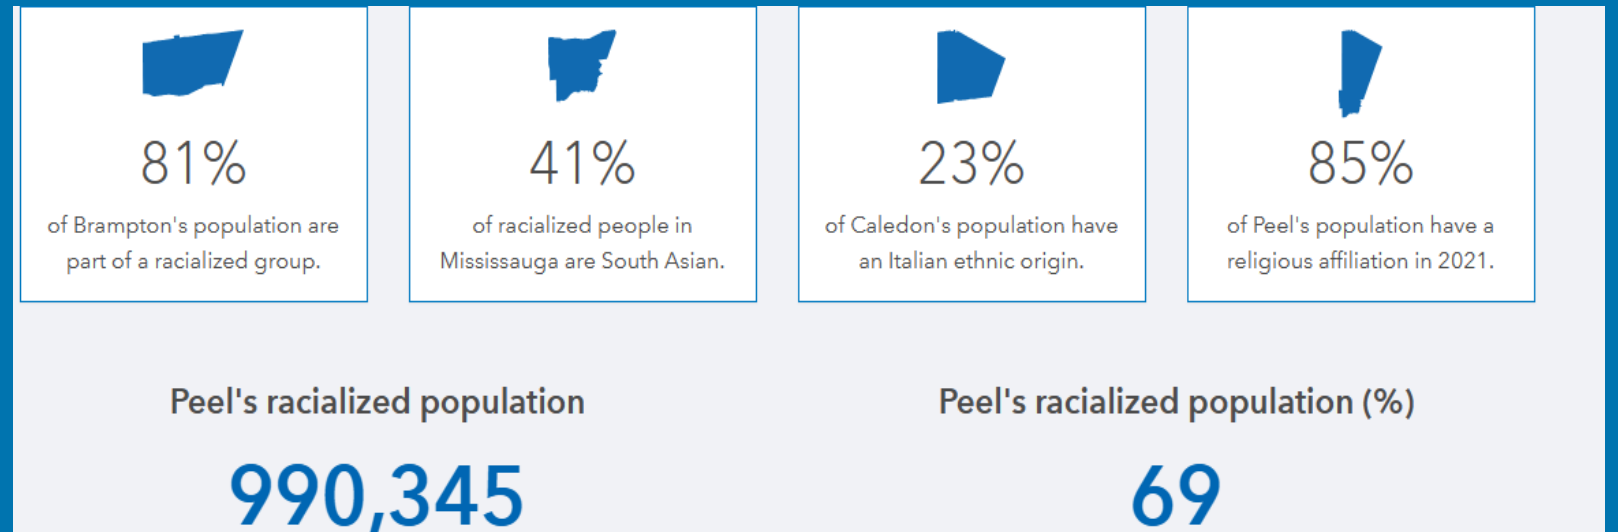 81%
of Brampton's population are
part of a racialized group.
41%
of racialized people in
Mississauga are South Asian.
23%
of Caledon's population have
an Italian ethnic origin.
85%
of Peel's population have a
religious affiliation in 2021.
Peel's racialized population
990,345
Peel's racialized population (%)
69